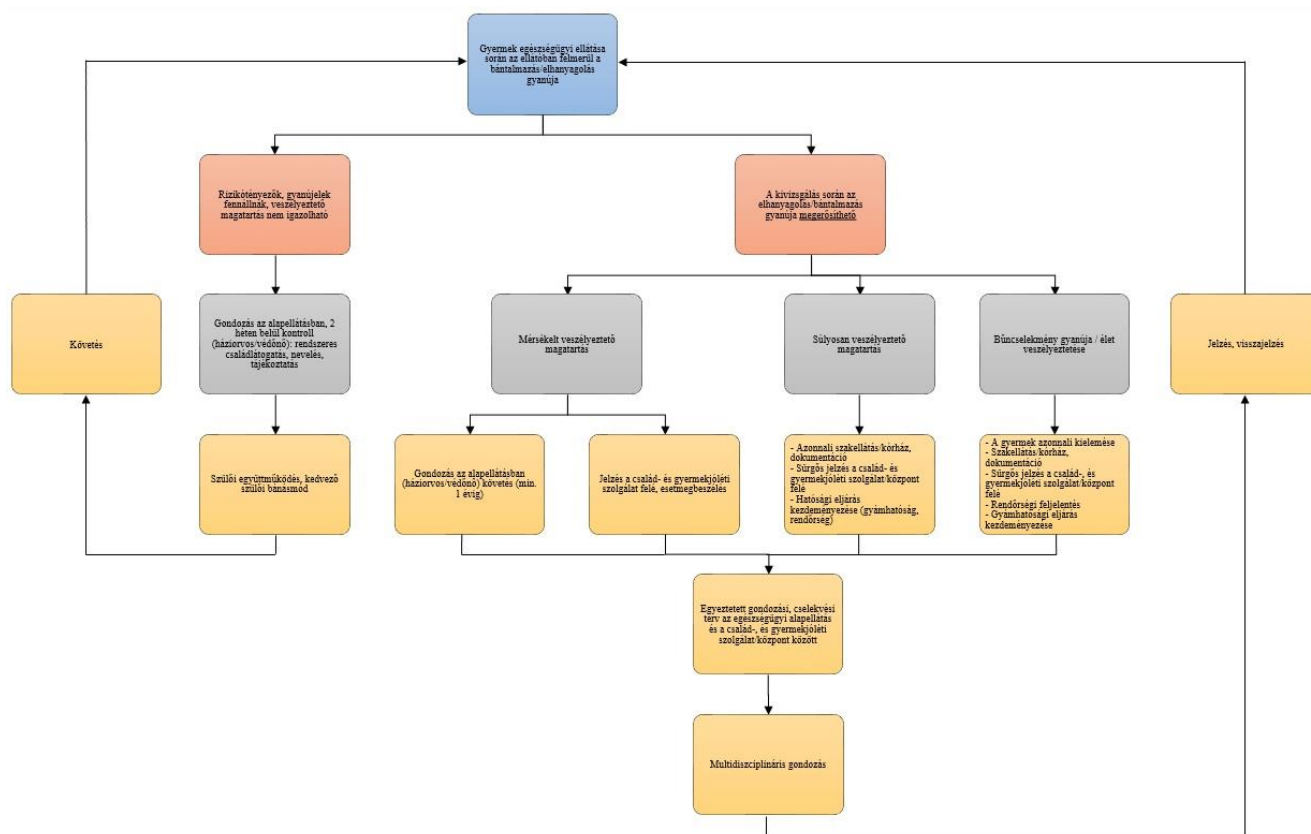 Gyermek egészségügyi ellátása
során az ellátóban felmerül a
bántalmazás/elhanyagolás
gyanúja
Rizikótényezők, gyanújelek
fennállnak, veszélyeztető
magatartás nem igazolható
A kivizsgálás során az
elhanyagolás/bántalmazás
gyanúja megerősíthető
Követés
Gondozás az alapellátásban, 2
héten belül kontroll
(háziorvos/védőnő): rendszeres
családlátogatás, nevelés,
tájékoztatás
Mérsékelt veszélyeztető
magatartás
Súlyosan veszélyeztető
magatartás
Bűncselekmény gyanúja / élet
veszélyeztetése
Jelzés, visszajelzés
Szülői együttműködés, kedvező
szülői bánásmód
Gondozás az alapellátásban
(háziorvos/védőnő) követés (min.
1 évig)
Jelzés a család- és gyermekjóléti
szolgálat felé, esetmegbeszélés
- Azonnali szakellátás/kórház,
dokumentáció
- Sürgős jelzés a család- és
gyermekjóléti szolgálat/központ
felé
- Hatósági eljárás
kezdeményezése (gyámhatóság,
rendőrség)
- A gyermek azonnali kiemelése
- Szakellátás/kórház,
dokumentáció
- Sürgős jelzés a család-, és
gyermekjóléti szolgálat/központ
felé
- Rendőrségi feljelentés
- Gyámhatósági eljárás
kezdeményezése
Egyeztetett gondozási, cselekvési
terv az egészségügyi alapellátás
és a család-, és gyermekjóléti
szolgálat/központ között
Multidiszciplináris gondozás